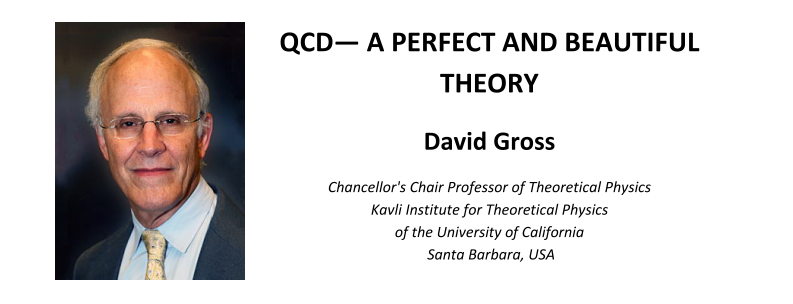 QCD— A PERFECT AND BEAUTIFUL
THEORY
David Gross
Chancellor's Chair Professor of Theoretical Physics
Kavli Institute for Theoretical Physics
of the University of California
Santa Barbara, USA